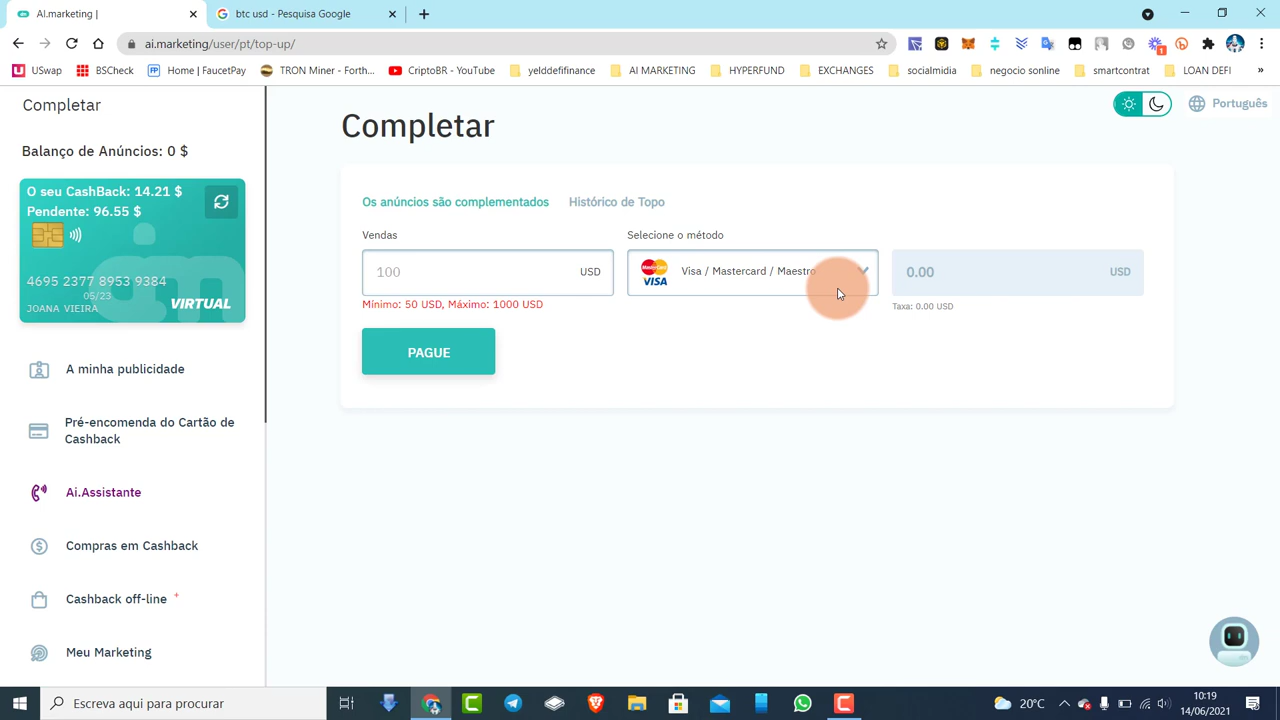 Ai.marketing |
btc usd - Pesquisa Google
ai.marketing/user/pt/top-up/
USwap
BSCheck
Home | FaucetPay
TRON Miner - Forth...
CriptoBR - YouTube
yelddefifinance
AI MARKETING
HYPERFUND
EXCHANGES
socialmidia
negocio sonline
smartcontrat
LOAN DEFI
»
Completar
Balanço de Anúncios: 0 $
O seu CashBack: 14.21 $
Pendente: 96.55 $
4695 2377 8953 9384
05/23
JOANA VIEIRA
VIRTUAL
A minha publicidade
Pré-encomenda do Cartão de
Cashback
Ai.Assistante
Compras em Cashback
Cashback off-line *
Meu Marketing
Português
Completar
Os anúncios são complementados
Histórico de Topo
Vendas
Selecione o método
100 USD
MasterCard
VISA
Visa / Mastercard / Maestro
0.00 USD
Mínimo: 50 USD, Máximo: 1000 USD
Taxa: 0.00 USD
PAGUE
Escreva aqui para procurar
20°C
10:19
14/06/2021